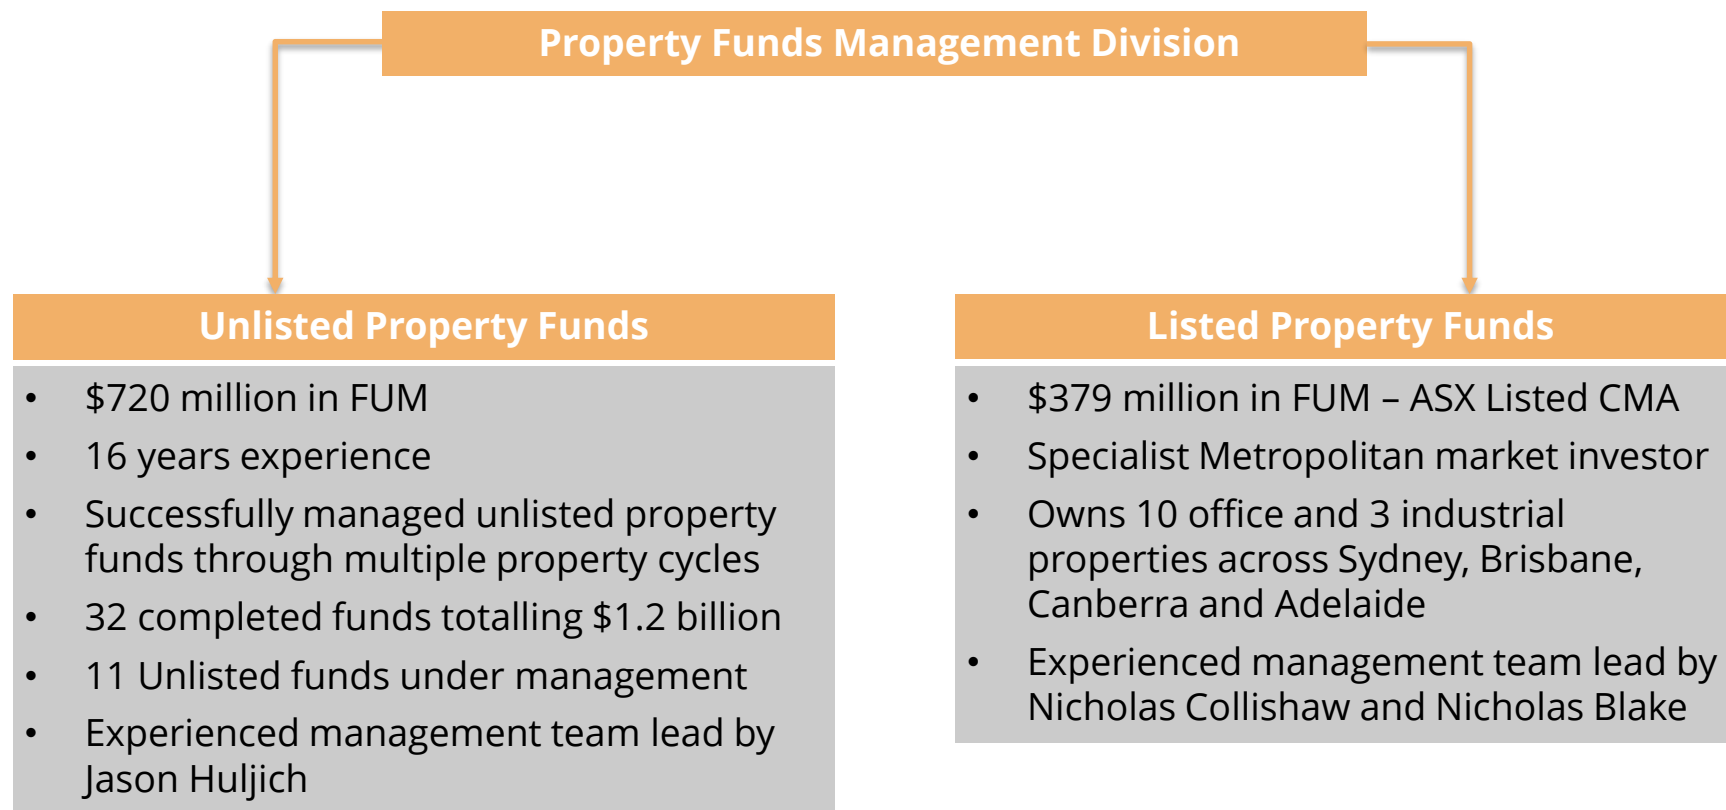 Property Funds Management Division
Unlisted Property Funds
• $720 million in FUM
• 16 years experience
• Successfully managed unlisted property
funds through multiple property cycles
• 32 completed funds totalling $1.2 billion
• 11 Unlisted funds under management
• Experienced management team lead by
Jason Huljich
Listed Property Funds
• $379 million in FUM – ASX Listed CMA
• Specialist Metropolitan market investor
• Owns 10 office and 3 industrial
properties across Sydney, Brisbane,
Canberra and Adelaide
• Experienced management team lead by
Nicholas Collishaw and Nicholas Blake